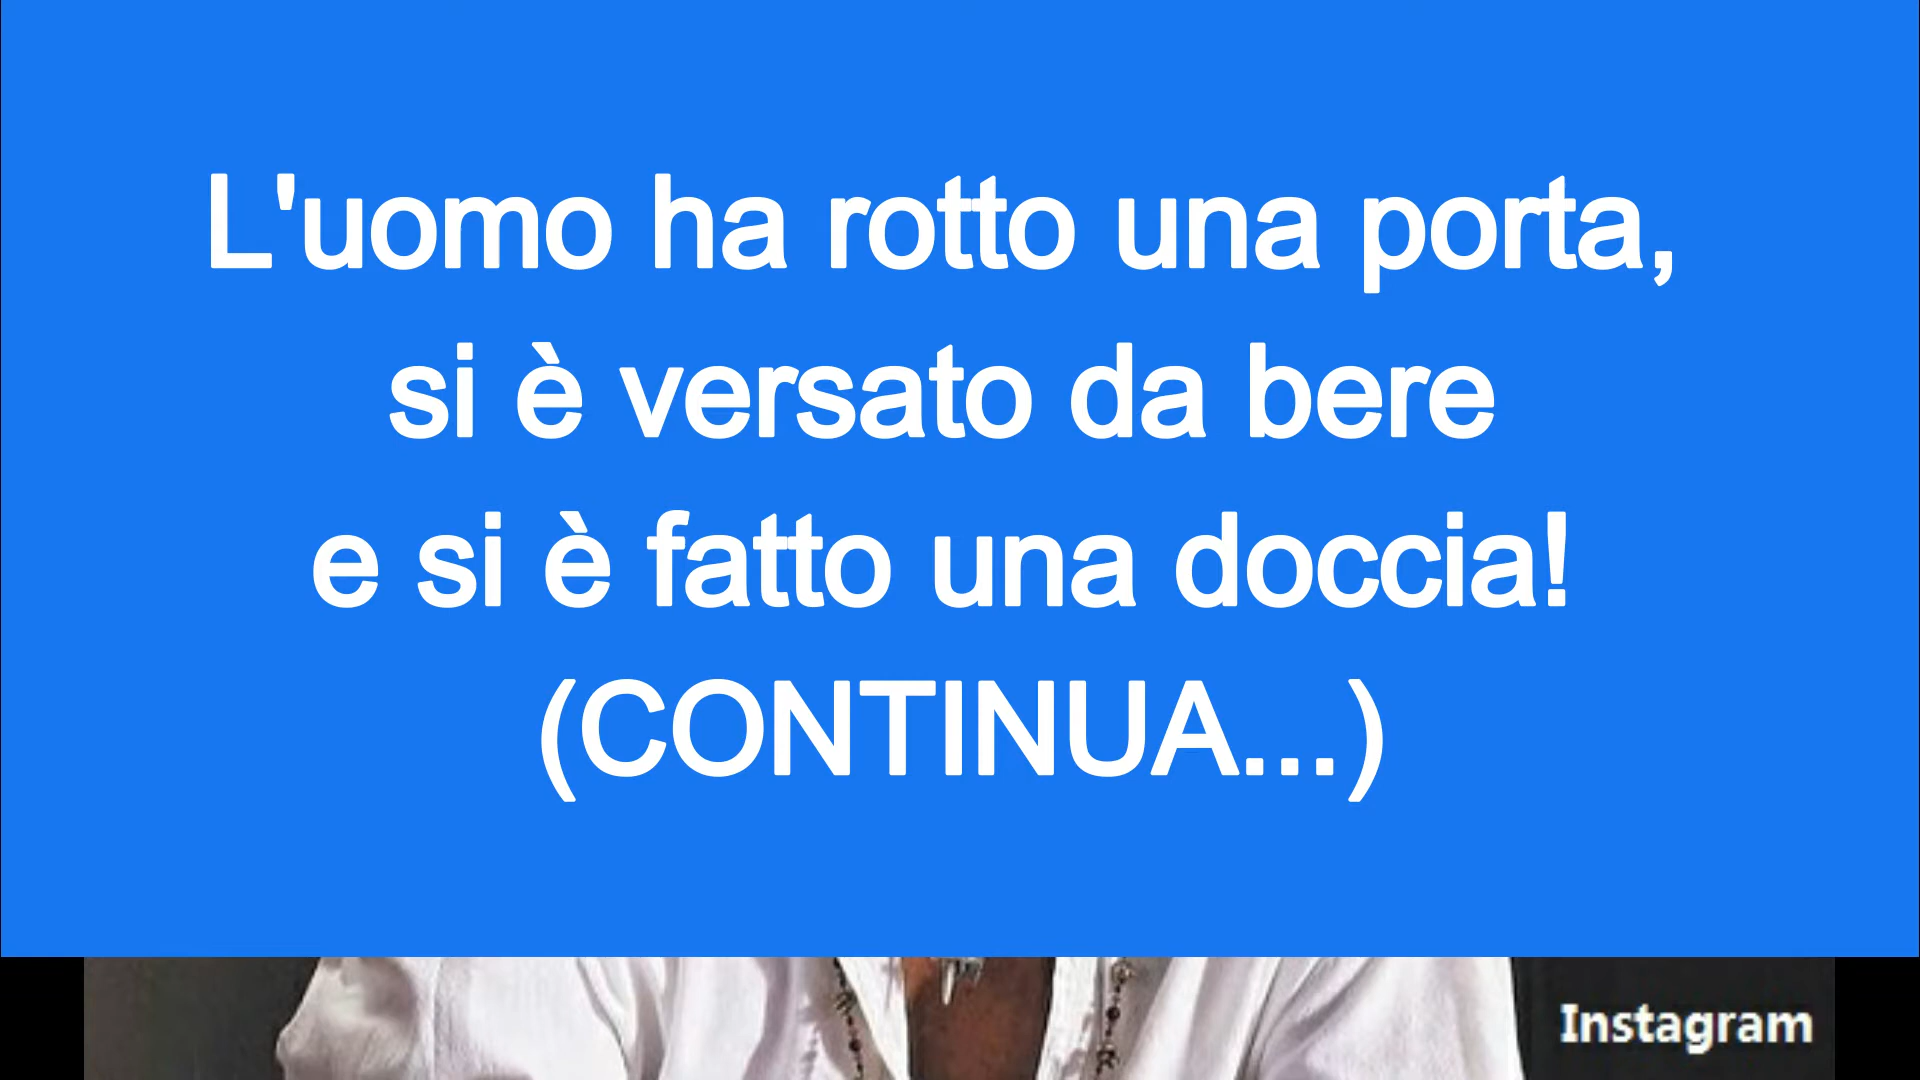 L'uomo ha rotto una porta,
si è versato da bere
e si è fatto una doccia!
(CONTINUA...)
Instagram